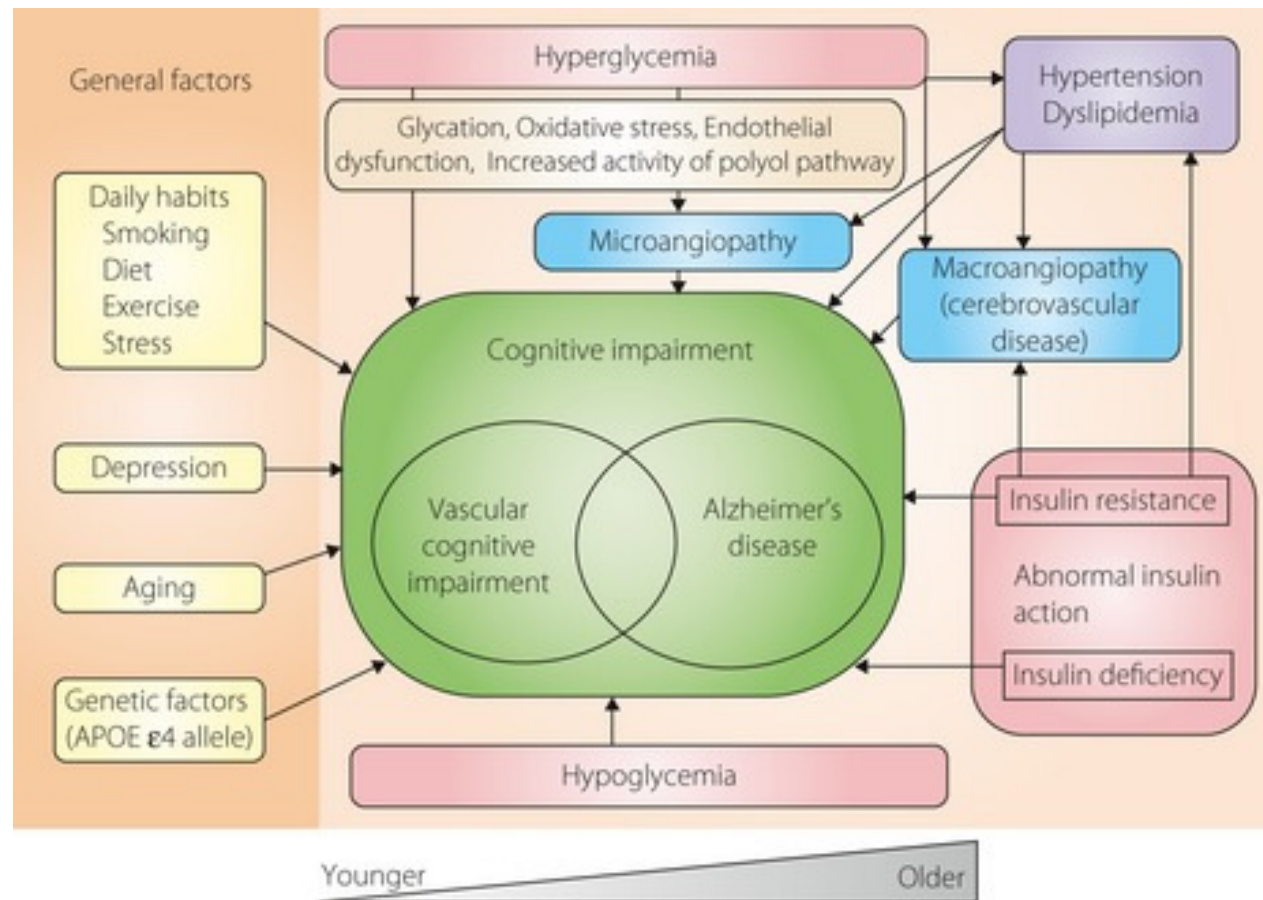 General factors
Daily habits
Smoking
Diet
Exercise
Stress
Depression
Aging
Genetic factors
(APOE ε4 allele)
Hyperglycemia
Glycation, Oxidative stress, Endothelial
dysfunction, Increased activity of polyol pathway
Microangiopathy
Hypertension
Dyslipidemia
Macroangiopathy
(cerebrovascular
disease)
Cognitive impairment
Vascular
cognitive
impairment
Alzheimer's
disease
Insulin resistance
Abnormal insulin
action
Insulin deficiency
Hypoglycemia
Younger
Older